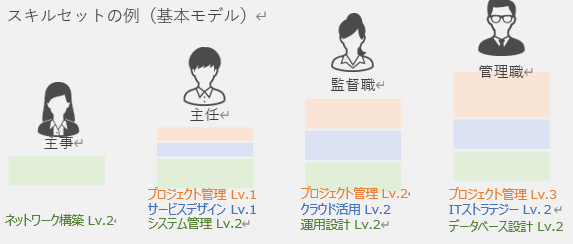 スキルセットの例（基本モデル）
主事
主任
監督職
管理職
ネットワーク構築 Lv.2
プロジェクト管理 Lv.1
サービスデザイン Lv.1
システム管理 Lv.2
プロジェクト管理 Lv.2
クラウド活用 Lv.2
運用設計 Lv.2
プロジェクト管理 Lv.3
ITストラテジー Lv. 2
データベース設計 Lv.2